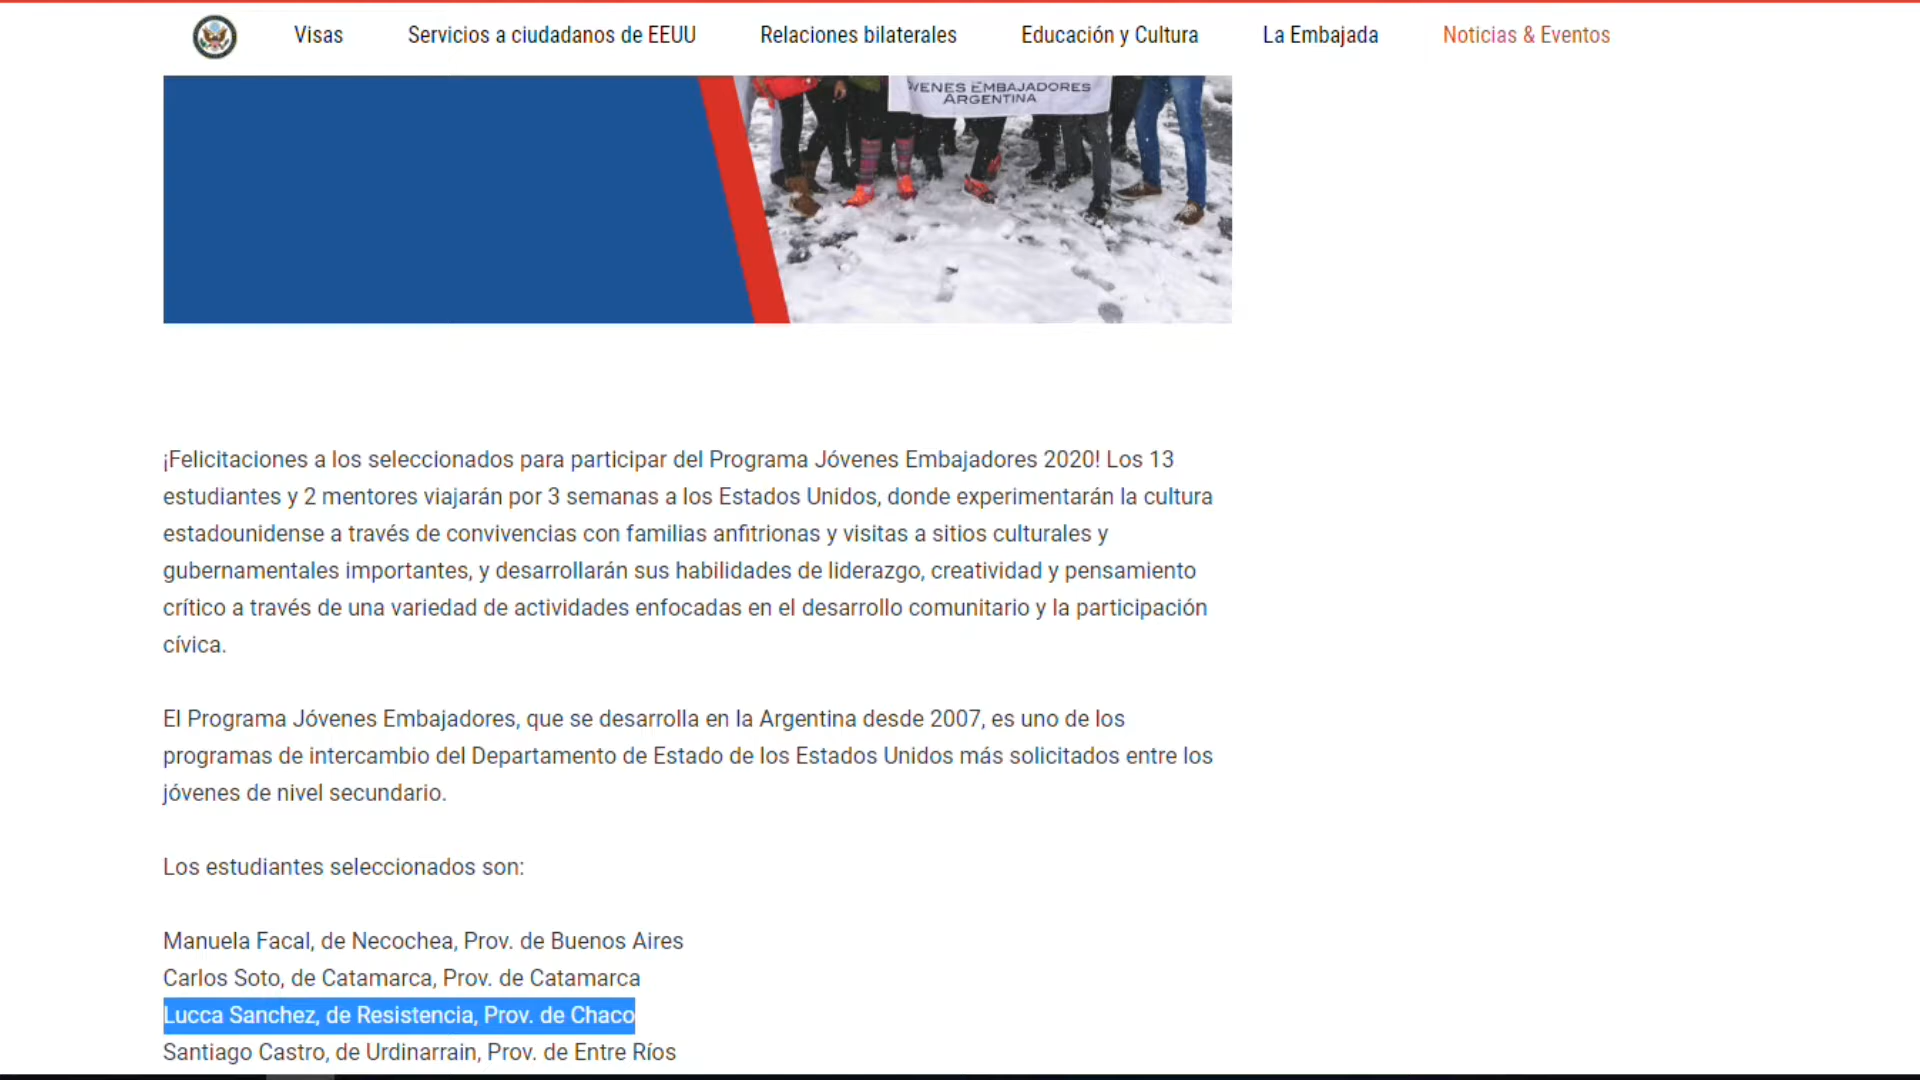 Visas
Servicios a ciudadanos de EEUU
Relaciones bilaterales
Educación y Cultura
La Embajada
Noticias & Eventos
VENES EMBAJADORES
ARGENTINA
¡Felicitaciones a los seleccionados para participar del Programa Jóvenes Embajadores 2020! Los 13
estudiantes y 2 mentores viajarán por 3 semanas a los Estados Unidos, donde experimentarán la cultura
estadounidense a través de convivencias con familias anfitrionas y visitas a sitios culturales y
gubernamentales importantes, y desarrollarán sus habilidades de liderazgo, creatividad y pensamiento
crítico a través de una variedad de actividades enfocadas en el desarrollo comunitario y la participación
cívica.
El Programa Jóvenes Embajadores, que se desarrolla en la Argentina desde 2007, es uno de los
programas de intercambio del Departamento de Estado de los Estados Unidos más solicitados entre los
jóvenes de nivel secundario.
Los estudiantes seleccionados son:
Manuela Facal, de Necochea, Prov. de Buenos Aires
Carlos Soto, de Catamarca, Prov. de Catamarca
Lucca Sanchez, de Resistencia, Prov. de Chaco
Santiago Castro, de Urdinarrain, Prov. de Entre Ríos